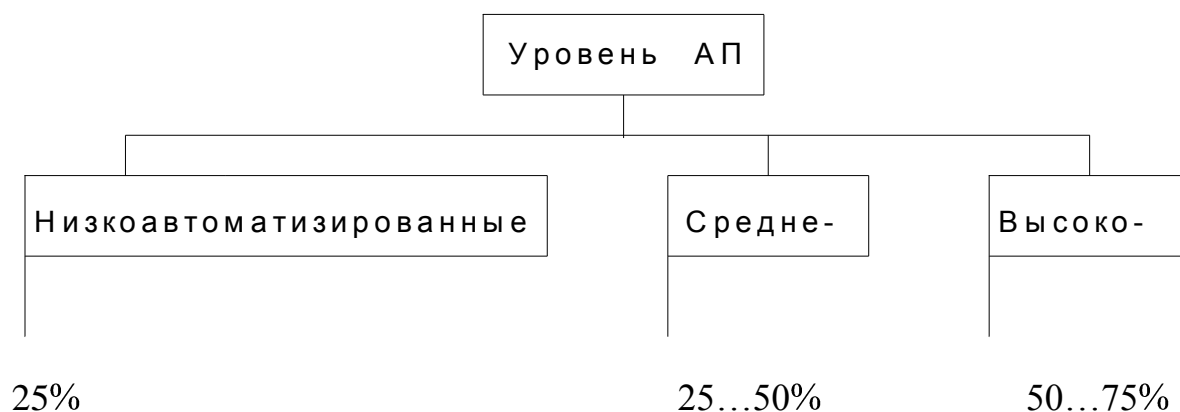 Уровень АП
Низкоавтоматизированные
Средне-
Высоко-
25%
25...50%
50...75%